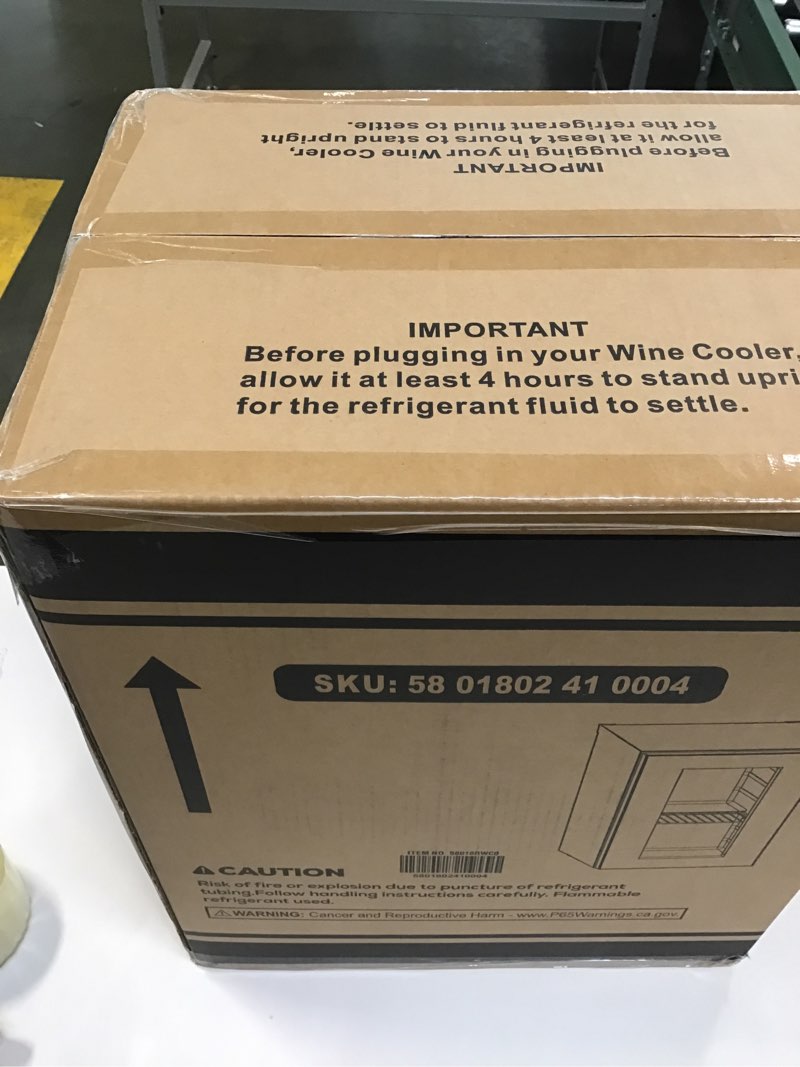 for the refrigerant fluid to settle.
allow it at least 4 hours to stand upright
Before plugging in your Wine Cooler,
IMPORTANT
IMPORTANT
Before plugging in your Wine Cooler,
allow it at least 4 hours to stand upri
for the refrigerant fluid to settle.
SKU: 58 01802 41 0004
ITEM NO.
5801802410004
CAUTION
Risk of fire or explosion due to puncture of refrigerant
tubing.Follow handling instructions carefully. Flammable
refrigerant used.
WARNING: Cancer and Reproductive Harm - www.P65Warnings.ca.gov.